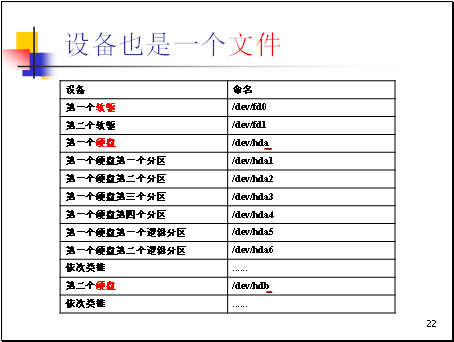 设备也是一个文件
设备 命名
第一个软驱 /dev/fd0
第二个软驱 /dev/fd1
第一个硬盘 /dev/hda
第一个硬盘第一个分区 /dev/hda1
第一个硬盘第二个分区 /dev/hda2
第一个硬盘第三个分区 /dev/hda3
第一个硬盘第四个分区 /dev/hda4
第一个硬盘第一个逻辑分区 /dev/hda5
第一个硬盘第二个逻辑分区 /dev/hda6
依次类推 ......
第二个硬盘 /dev/hdb
依次类推 ......
22